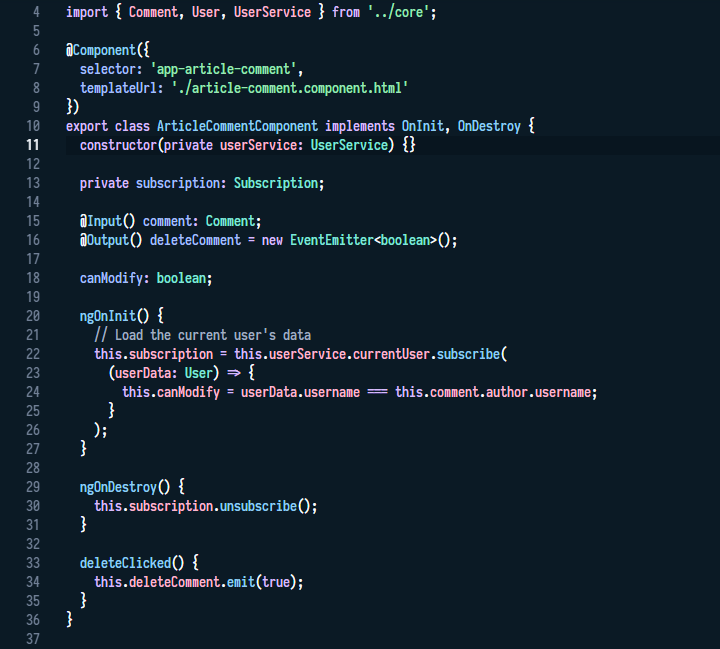 4 import { Comment, User, UserService } from '../core';
5
6 @Component({
7   selector: 'app-article-comment',
8   templateUrl: './article-comment.component.html'
9 })
10 export class ArticleCommentComponent implements OnInit, OnDestroy {
11   constructor(private userService: UserService) {}
12
13   private subscription: Subscription;
14
15   @Input() comment: Comment;
16   @Output() deleteComment = new EventEmitter<boolean>();
17
18   canModify: boolean;
19
20   ngOnInit() {
21     // Load the current user's data
22     this.subscription = this.userService.currentUser.subscribe(
23       (userData: User) => {
24         this.canModify = userData.username === this.comment.author.username;
25       }
26     );
27   }
28
29   ngOnDestroy() {
30     this.subscription.unsubscribe();
31   }
32
33   deleteClicked() {
34     this.deleteComment.emit(true);
35   }
36 }
37